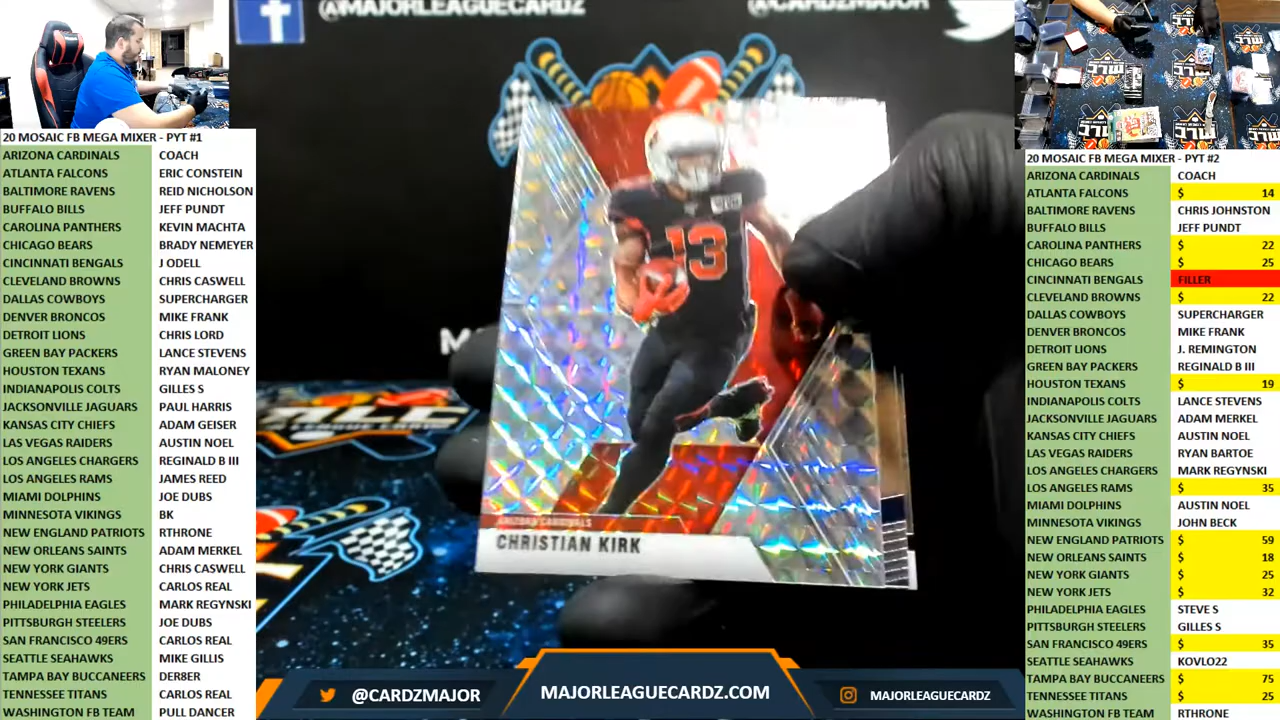 @MAJORLEAGUECARDZ
@CARDZMAJOR
20 MOSAIC FB MEGA MIXER - PYT #1
ARIZONA CARDINALS COACH
ATLANTA FALCONS ERIC CONSTEIN
BALTIMORE RAVENS REID NICHOLSON
BUFFALO BILLS JEFF PUNDT
CAROLINA PANTHERS KEVIN MACHTA
CHICAGO BEARS BRADY NEMEYER
CINCINNATI BENGALS J ODELL
CLEVELAND BROWNS CHRIS CASWELL
DALLAS COWBOYS SUPERCHARGER
DENVER BRONCOS MIKE FRANK
DETROIT LIONS CHRIS LORD
GREEN BAY PACKERS LANCE STEVENS
HOUSTON TEXANS RYAN MALONEY
INDIANAPOLIS COLTS GILLES S
JACKSONVILLE JAGUARS PAUL HARRIS
KANSAS CITY CHIEFS ADAM GEISER
LAS VEGAS RAIDERS AUSTIN NOEL
LOS ANGELES CHARGERS REGINALD B III
LOS ANGELES RAMS JAMES REED
MIAMI DOLPHINS JOE DUBS
MINNESOTA VIKINGS BK
NEW ENGLAND PATRIOTS RTHRONE
NEW ORLEANS SAINTS ADAM MERKEL
NEW YORK GIANTS CHRIS CASWELL
NEW YORK JETS CARLOS REAL
PHILADELPHIA EAGLES MARK REGYNSKI
PITTSBURGH STEELERS JOE DUBS
SAN FRANCISCO 49ERS CARLOS REAL
SEATTLE SEAHAWKS MIKE GILLIS
TAMPA BAY BUCCANEERS DER8ER
TENNESSEE TITANS CARLOS REAL
WASHINGTON FB TEAM PULL DANCER
13
ARIZONA CARDINALS
CHRISTIAN KIRK
20 MOSAIC FB MEGA MIXER - PYT #2
ARIZONA CARDINALS COACH
ATLANTA FALCONS $ 14
BALTIMORE RAVENS CHRIS JOHNSTON
BUFFALO BILLS JEFF PUNDT
CAROLINA PANTHERS $ 22
CHICAGO BEARS $ 25
CINCINNATI BENGALS FILLER
CLEVELAND BROWNS $ 22
DALLAS COWBOYS SUPERCHARGER
DENVER BRONCOS MIKE FRANK
DETROIT LIONS J. REMINGTON
GREEN BAY PACKERS REGINALD B III
HOUSTON TEXANS $ 19
INDIANAPOLIS COLTS LANCE STEVENS
JACKSONVILLE JAGUARS ADAM MERKEL
KANSAS CITY CHIEFS AUSTIN NOEL
LAS VEGAS RAIDERS RYAN BARTOE
LOS ANGELES CHARGERS MARK REGYNSKI
LOS ANGELES RAMS $ 35
MIAMI DOLPHINS AUSTIN NOEL
MINNESOTA VIKINGS JOHN BECK
NEW ENGLAND PATRIOTS $ 59
NEW ORLEANS SAINTS $ 18
NEW YORK GIANTS $ 25
NEW YORK JETS $ 32
PHILADELPHIA EAGLES STEVE S
PITTSBURGH STEELERS GILLES S
SAN FRANCISCO 49ERS $ 35
SEATTLE SEAHAWKS KOVLO22
TAMPA BAY BUCCANEERS $ 75
TENNESSEE TITANS $ 25
WASHINGTON FB TEAM RTHRONE
@CARDZMAJOR
MAJORLEAGUECARDZ.COM
MAJORLEAGUECARDZ